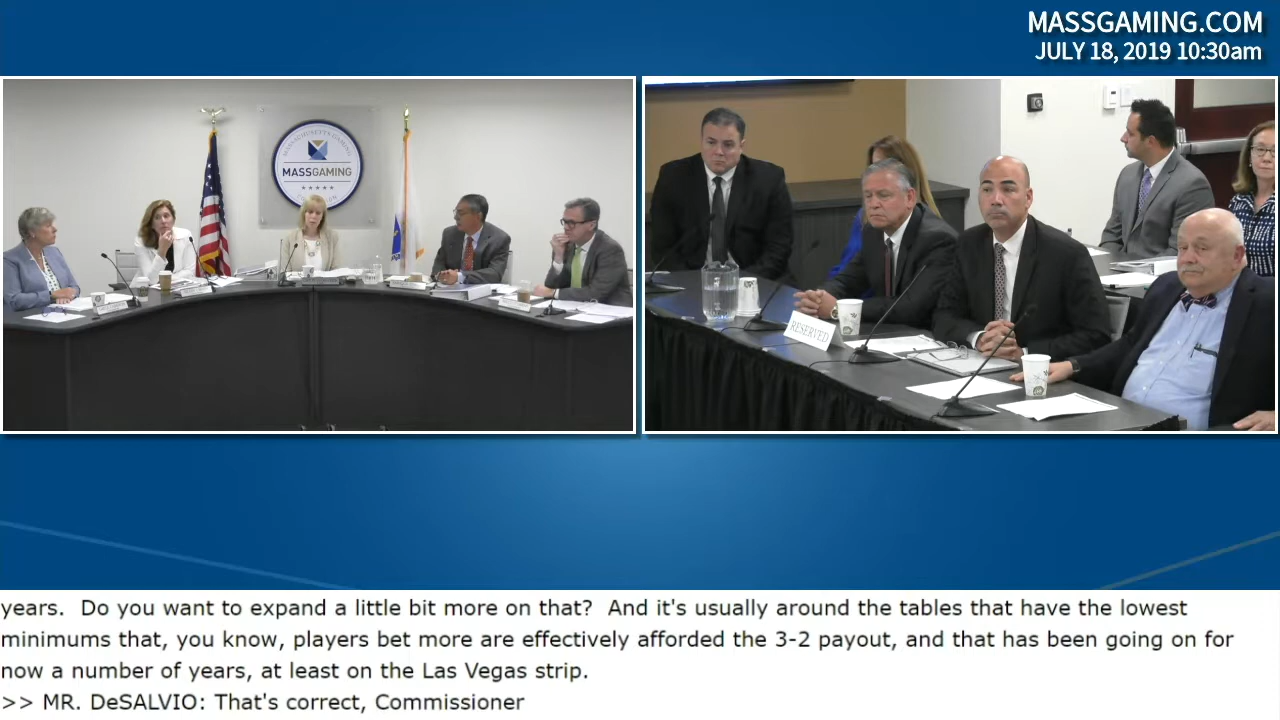 MASSGAMING.COM
JULY 18, 2019 10:30am
MASSGAMING
RESERVED
years. Do you want to expand a little bit more on that? And it's usually around the tables that have the lowest
minimums that, you know, players bet more are effectively afforded the 3-2 payout, and that has been going on for
now a number of years, at least on the Las Vegas strip.
>> MR. DeSALVIO: That's correct, Commissioner